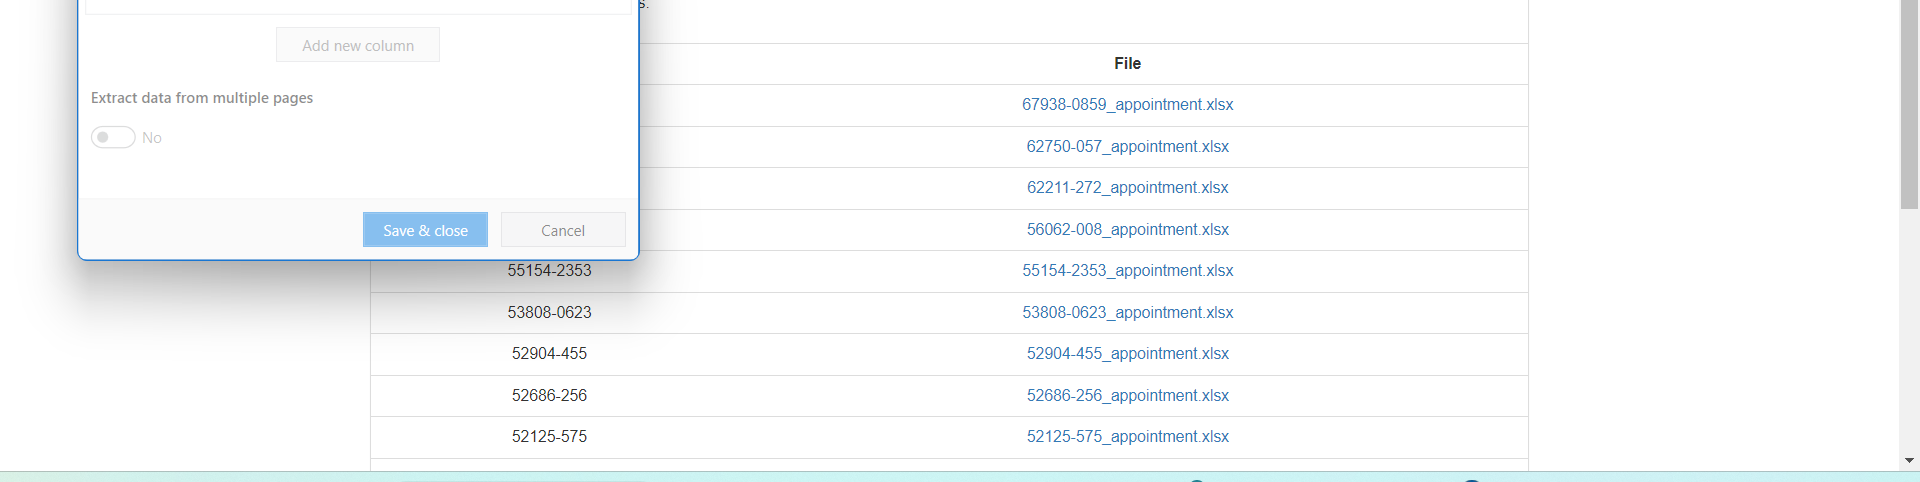 s.
Add new column
Extract data from multiple pages
No
Save & close
Cancel
File
67938-0859_appointment.xlsx
62750-057_appointment.xlsx
62211-272_appointment.xlsx
56062-008_appointment.xlsx
55154-2353 55154-2353_appointment.xlsx
53808-0623 53808-0623_appointment.xlsx
52904-455 52904-455_appointment.xlsx
52686-256 52686-256_appointment.xlsx
52125-575 52125-575_appointment.xlsx